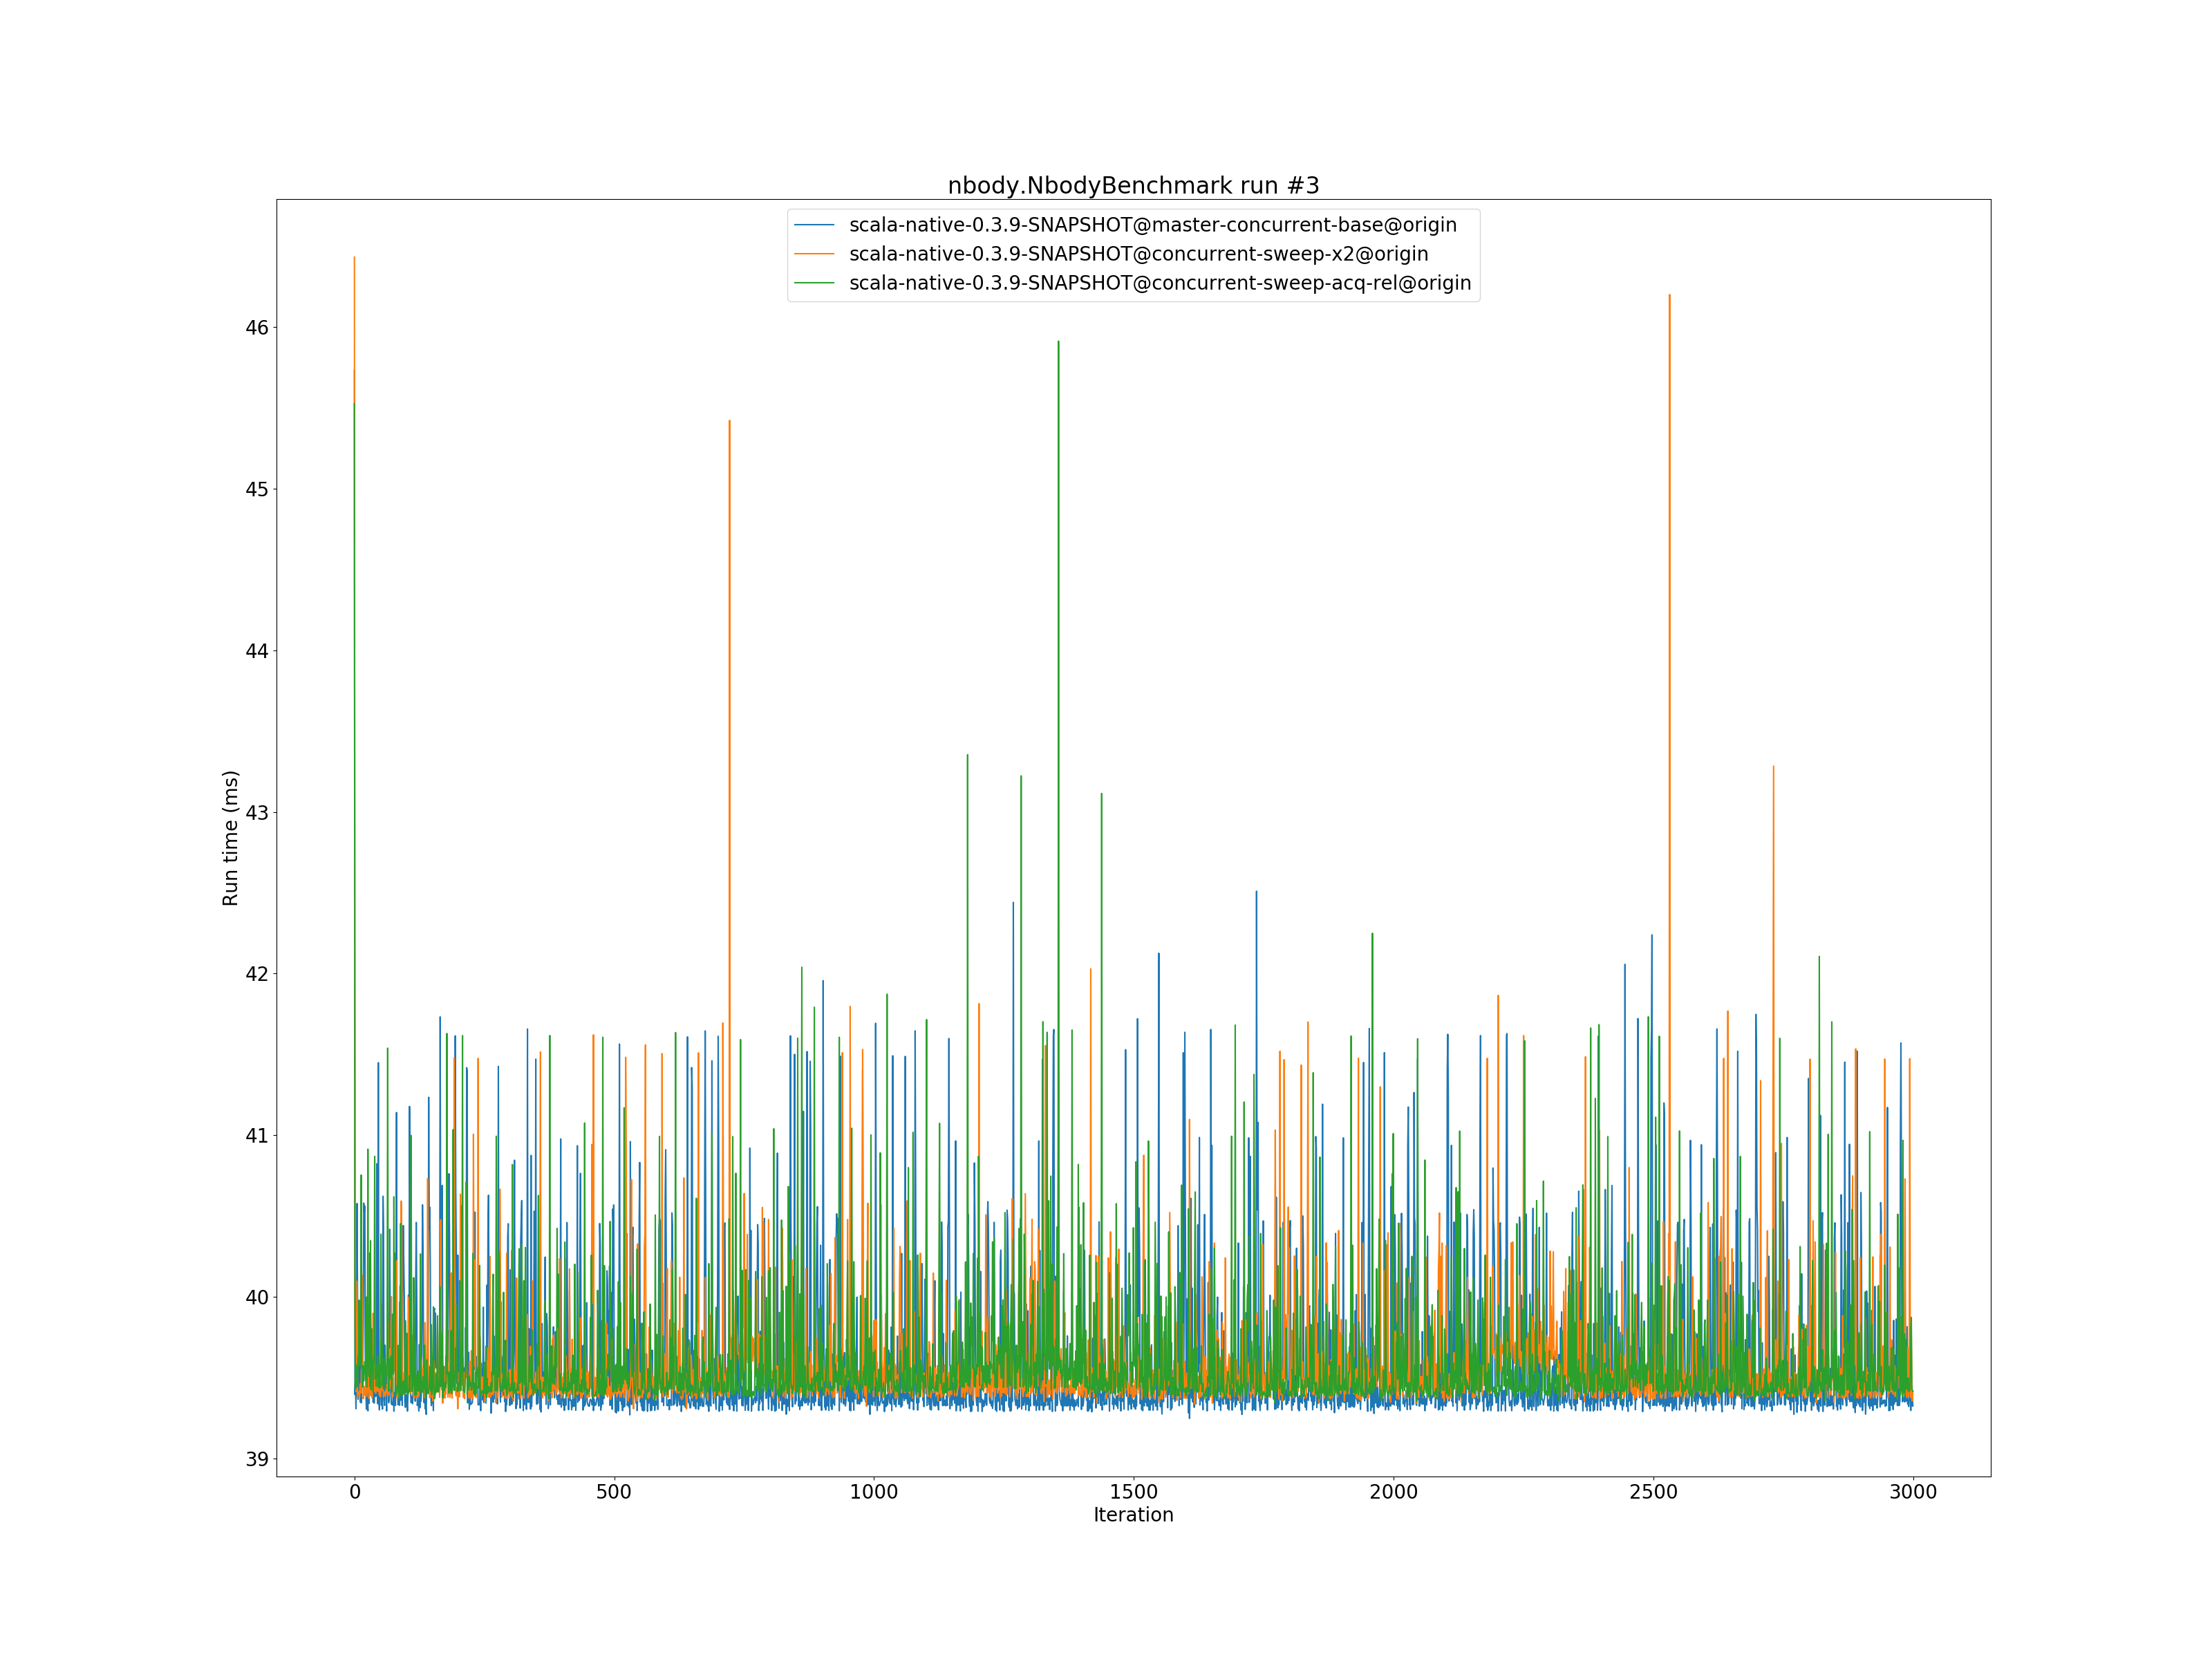 nbody.NbodyBenchmark run #3
scala-native-0.3.9-SNAPSHOT@master-concurrent-base@origin
scala-native-0.3.9-SNAPSHOT@concurrent-sweep-x2@origin
scala-native-0.3.9-SNAPSHOT@concurrent-sweep-acq-rel@origin
Run time (ms)
46
45
44
43
42
41
40
39
0 500 1000 1500 2000 2500 3000
Iteration